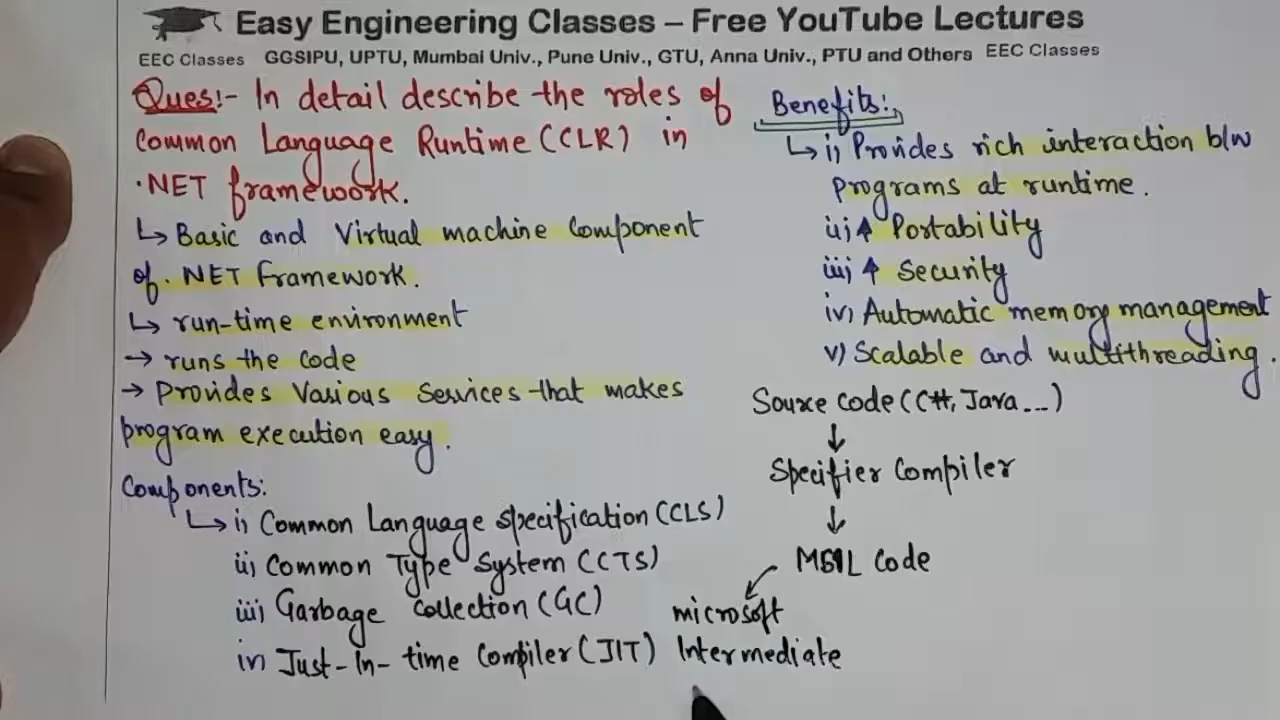 Easy Engineering Classes – Free YouTube Lectures
EEC Classes GGSIPU, UPTU, Mumbai Univ., Pune Univ., GTU, Anna Univ., PTU and Others EEC Classes
Ques:- In detail describe the roles of
Common Language Runtime (CLR) in
.NET framework.
↳ Basic and Virtual machine Component
of .NET Framework.
↳ run-time environment
→ runs the Code
→ Provides Various Services that makes
program execution easy.
Components:
↳ i) Common Language Specification (CLS)
ii) Common Type System (CTS)
iii) Garbage Collection (GC)
iv) Just-In-time Compiler (JIT)
Benefits:
↳ i) Provides rich interaction b/w
programs at runtime.
ii) ↑ Portability
iii) ↑ Security
iv) Automatic memory management
v) Scalable and multithreading.
Source code (C#, Java...)
↓
Specifier Compiler
↓
MSIL Code
microsoft
Intermediate